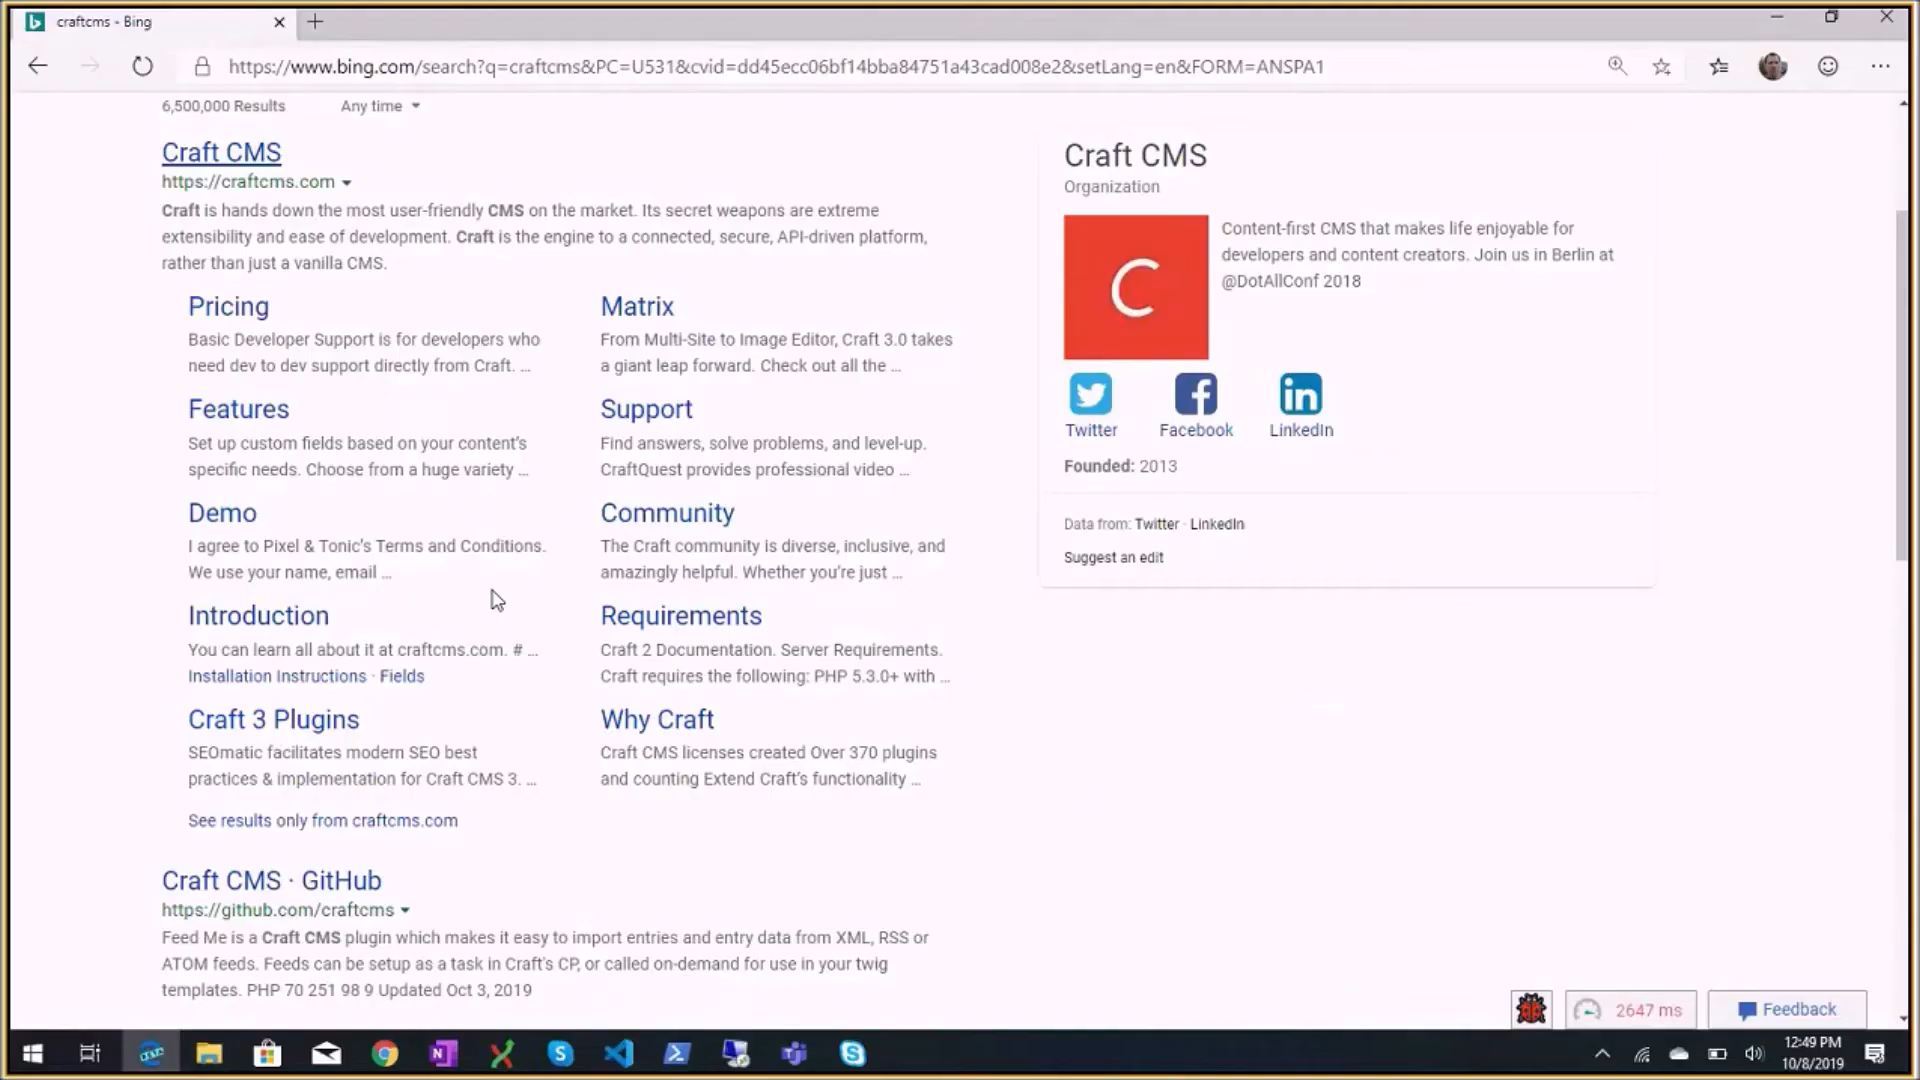 craftcms - Bing
https://www.bing.com/search?q=craftcms&PC=U531&cvid=dd45ecc06bf14bba84751a43cad008e2&setLang=en&FORM=ANSPA1
6,500,000 Results Any time
Craft CMS
https://craftcms.com
Craft is hands down the most user-friendly CMS on the market. Its secret weapons are extreme
extensibility and ease of development. Craft is the engine to a connected, secure, API-driven platform,
rather than just a vanilla CMS.
Pricing
Basic Developer Support is for developers who
need dev to dev support directly from Craft. ...
Features
Set up custom fields based on your content's
specific needs. Choose from a huge variety ...
Demo
I agree to Pixel & Tonic's Terms and Conditions.
We use your name, email ...
Introduction
You can learn all about it at craftcms.com. # ...
Installation Instructions · Fields
Craft 3 Plugins
SEOmatic facilitates modern SEO best
practices & implementation for Craft CMS 3. ...
See results only from craftcms.com
Matrix
From Multi-Site to Image Editor, Craft 3.0 takes
a giant leap forward. Check out all the ...
Support
Find answers, solve problems, and level-up.
CraftQuest provides professional video ...
Community
The Craft community is diverse, inclusive, and
amazingly helpful. Whether you're just ...
Requirements
Craft 2 Documentation. Server Requirements.
Craft requires the following: PHP 5.3.0+ with ...
Why Craft
Craft CMS licenses created Over 370 plugins
and counting Extend Craft's functionality ...
Craft CMS · GitHub
https://github.com/craftcms
Feed Me is a Craft CMS plugin which makes it easy to import entries and entry data from XML, RSS or
ATOM feeds. Feeds can be setup as a task in Craft's CP, or called on-demand for use in your twig
templates. PHP 70 251 98 9 Updated Oct 3, 2019
Craft CMS
Organization
C
Content-first CMS that makes life enjoyable for
developers and content creators. Join us in Berlin at
@DotAllConf 2018
Twitter Facebook LinkedIn
Founded: 2013
Data from: Twitter · LinkedIn
Suggest an edit
2647 ms
Feedback
12:49 PM
10/8/2019